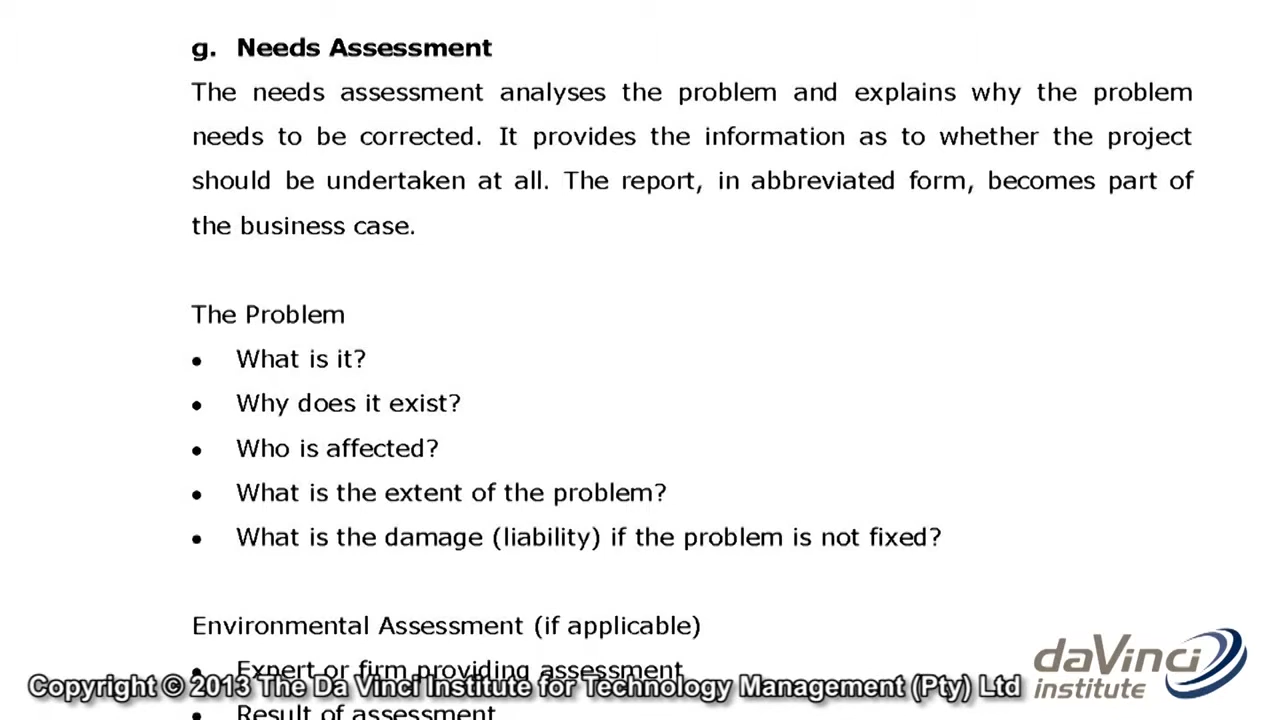 g. Needs Assessment
The needs assessment analyses the problem and explains why the problem
needs to be corrected. It provides the information as to whether the project
should be undertaken at all. The report, in abbreviated form, becomes part of
the business case.
The Problem
• What is it?
• Why does it exist?
• Who is affected?
• What is the extent of the problem?
• What is the damage (liability) if the problem is not fixed?
Environmental Assessment (if applicable)
• Expert or firm providing assessment
Copyright © 2013 The Da Vinci Institute for Technology Management (Pty) Ltd
• Result of assessment
daVinci
institute